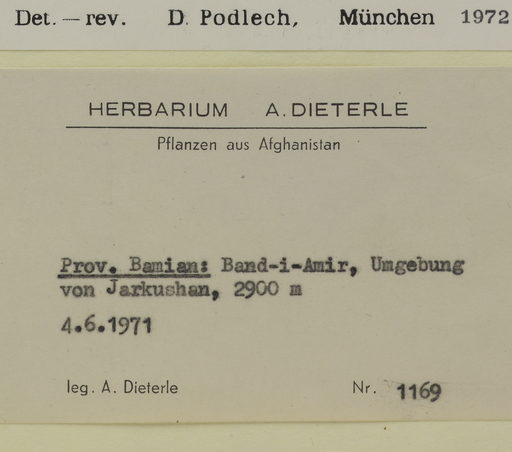 Det. — rev. D. Podlech, München 1972
HERBARIUM A. DIETERLE
Pflanzen aus Afghanistan
Prov. Bamian: Band-i-Amir, Umgebung
von Jarkushan, 2900 m
4.6.1971
leg. A. Dieterle Nr. 1169